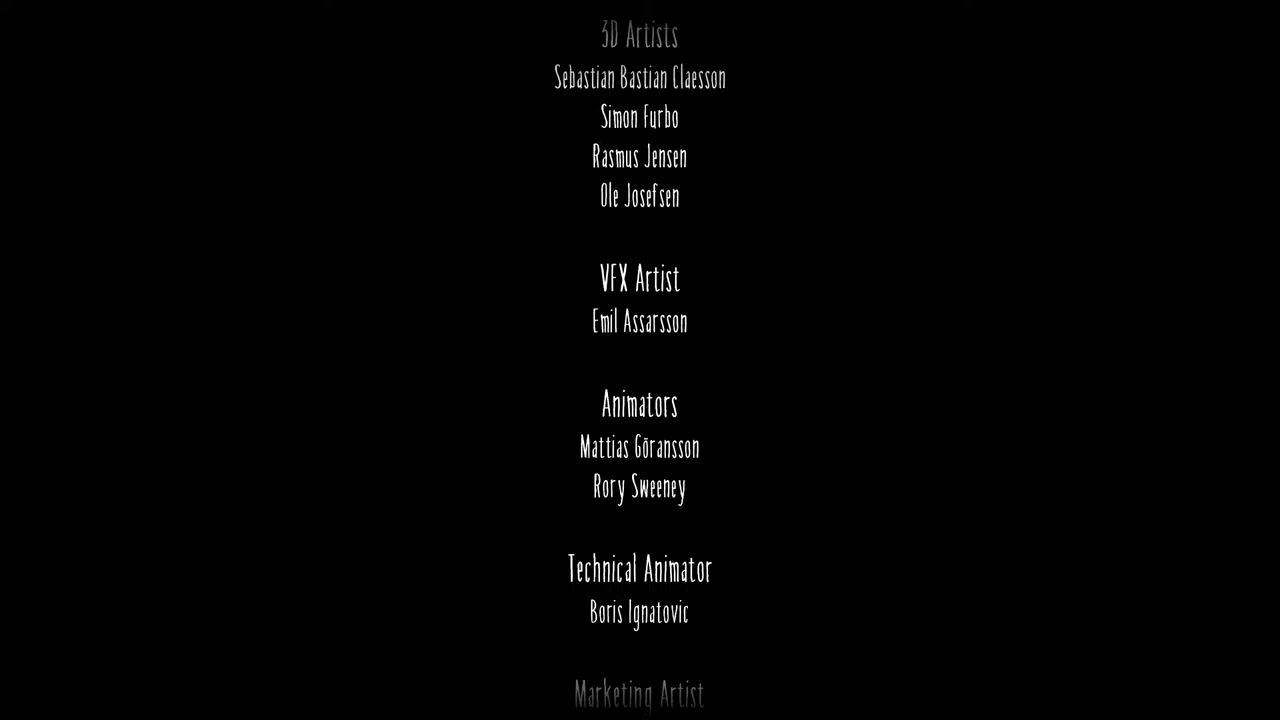 3D Artists
Sebastian Bastian Claesson
Simon Furbo
Rasmus Jensen
Ole Josefsen
VFX Artist
Emil Assarsson
Animators
Mattias Göransson
Rory Sweeney
Technical Animator
Boris Ignatovic
Marketing Artist